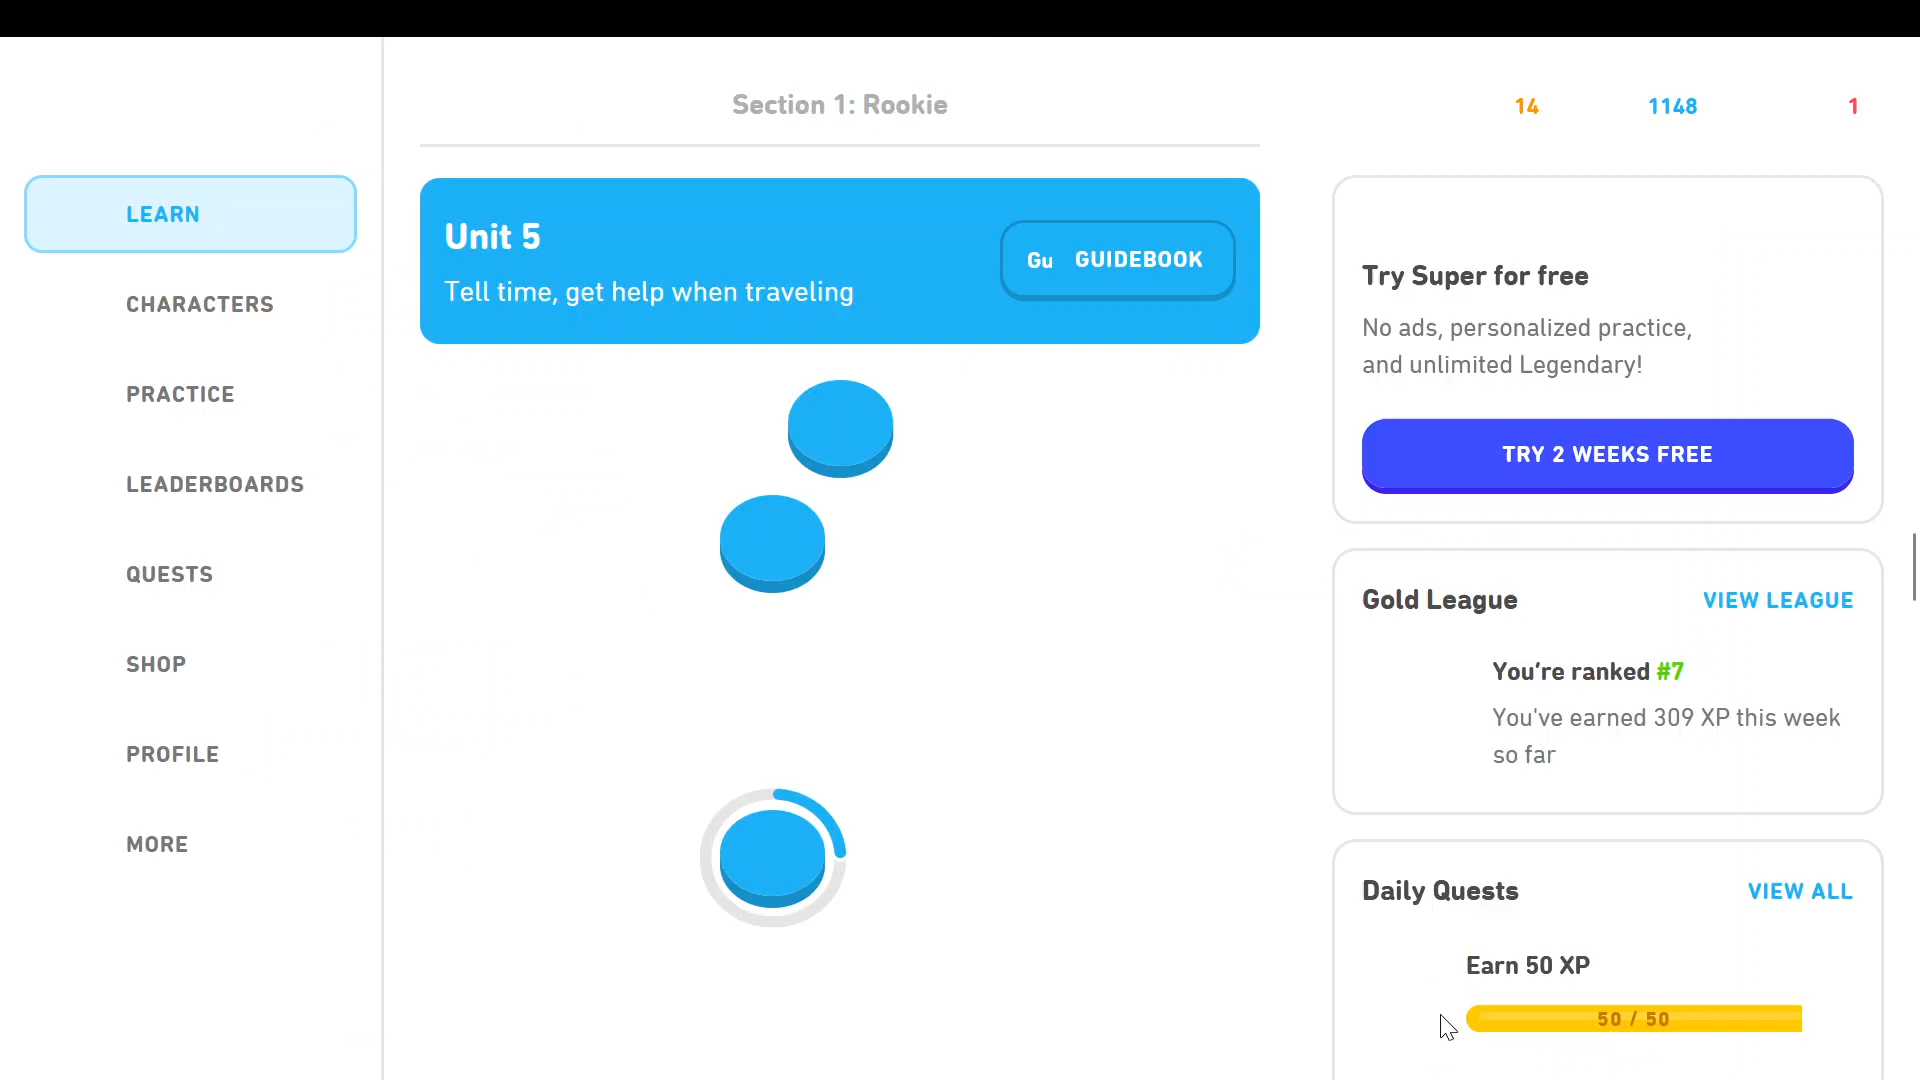 Section 1: Rookie
14
1148
1
LEARN
CHARACTERS
PRACTICE
LEADERBOARDS
QUESTS
SHOP
PROFILE
MORE
Unit 5
Tell time, get help when traveling
Gu GUIDEBOOK
Try Super for free
No ads, personalized practice,
and unlimited Legendary!
TRY 2 WEEKS FREE
Gold League
VIEW LEAGUE
You’re ranked #7
You've earned 309 XP this week
so far
Daily Quests
VIEW ALL
Earn 50 XP
50 / 50